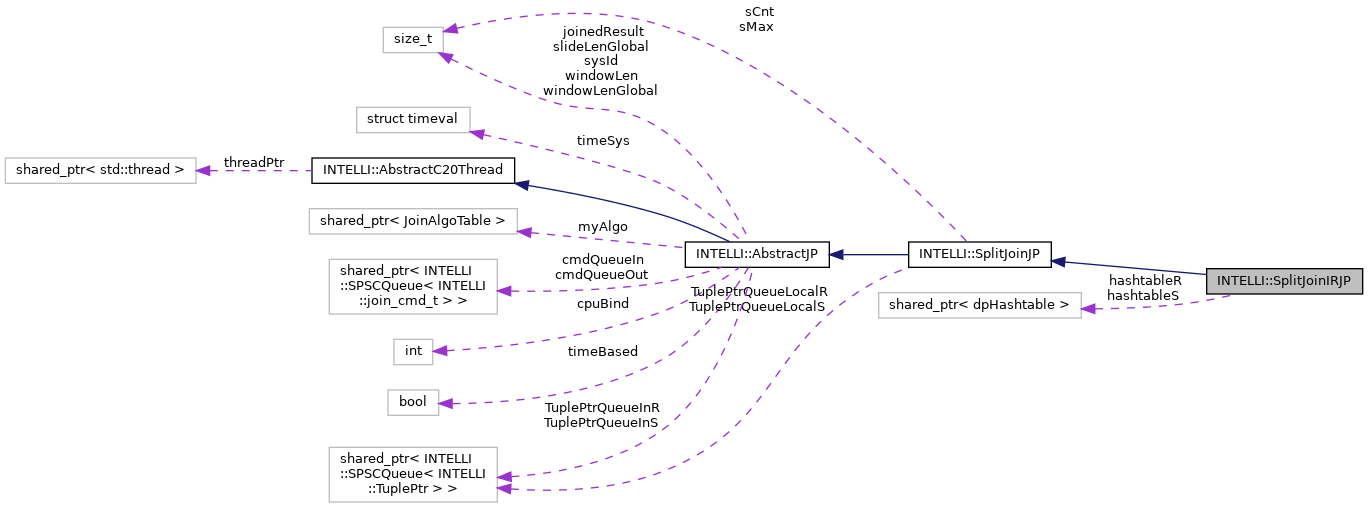 sCnt
sMax
size_t
joinedResult
slideLenGlobal
sysId
windowLen
windowLenGlobal
struct timeval
timeSys
shared_ptr< std::thread >
threadPtr
INTELLI::AbstractC20Thread
shared_ptr< JoinAlgoTable >
myAlgo
INTELLI::AbstractJP
INTELLI::SplitJoinJP
INTELLI::SplitJoinIRJP
shared_ptr< INTELLI
::SPSCQueue< INTELLI
::join_cmd_t > >
cmdQueueIn
cmdQueueOut
TuplePtrQueueLocalR
TuplePtrQueueLocalS
shared_ptr< dpHashtable >
hashtableR
hashtableS
cpuBind
int
timeBased
bool
TuplePtrQueueInR
TuplePtrQueueInS
shared_ptr< INTELLI
::SPSCQueue< INTELLI
::TuplePtr > >